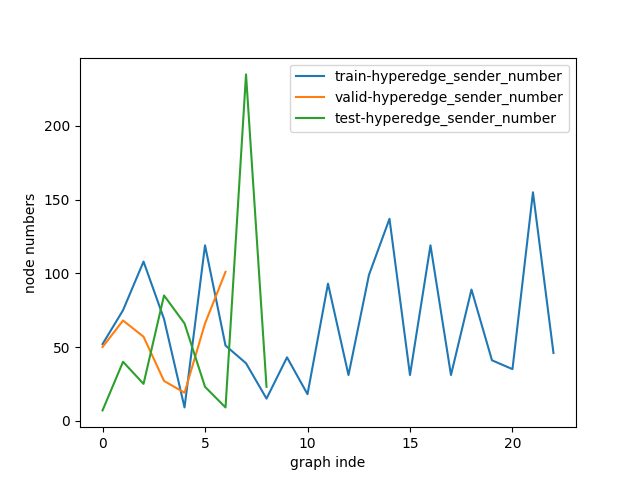 train-hyperedge_sender_number
valid-hyperedge_sender_number
test-hyperedge_sender_number
200
150
100
50
0
node numbers
0 5 10 15 20
graph inde